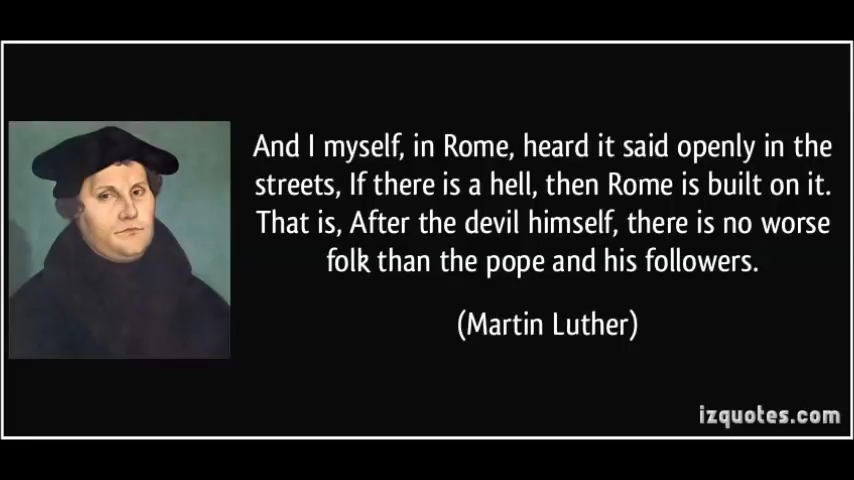 And I myself, in Rome, heard it said openly in the
streets, If there is a hell, then Rome is built on it.
That is, After the devil himself, there is no worse
folk than the pope and his followers.
(Martin Luther)
izquotes.com